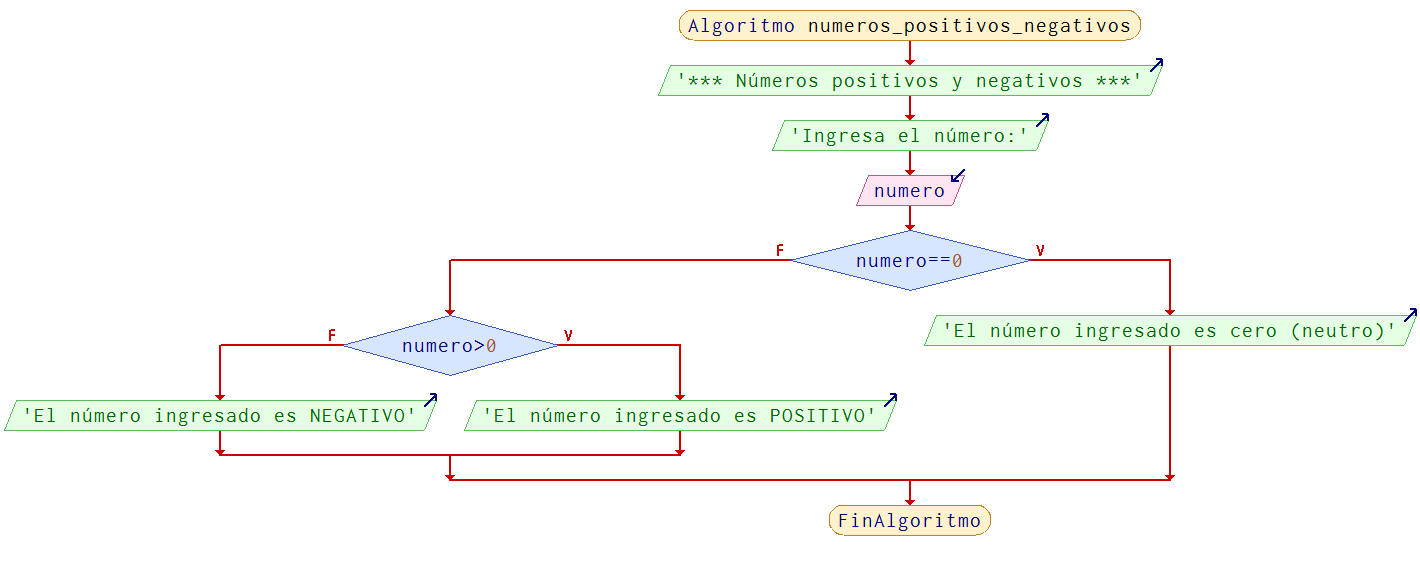 Algoritmo numeros_positivos_negativos
'*** Números positivos y negativos ***'
'Ingresa el número:'
numero
numero==0
F
V
numero>0
F
V
'El número ingresado es cero (neutro)'
'El número ingresado es NEGATIVO'
'El número ingresado es POSITIVO'
FinAlgoritmo